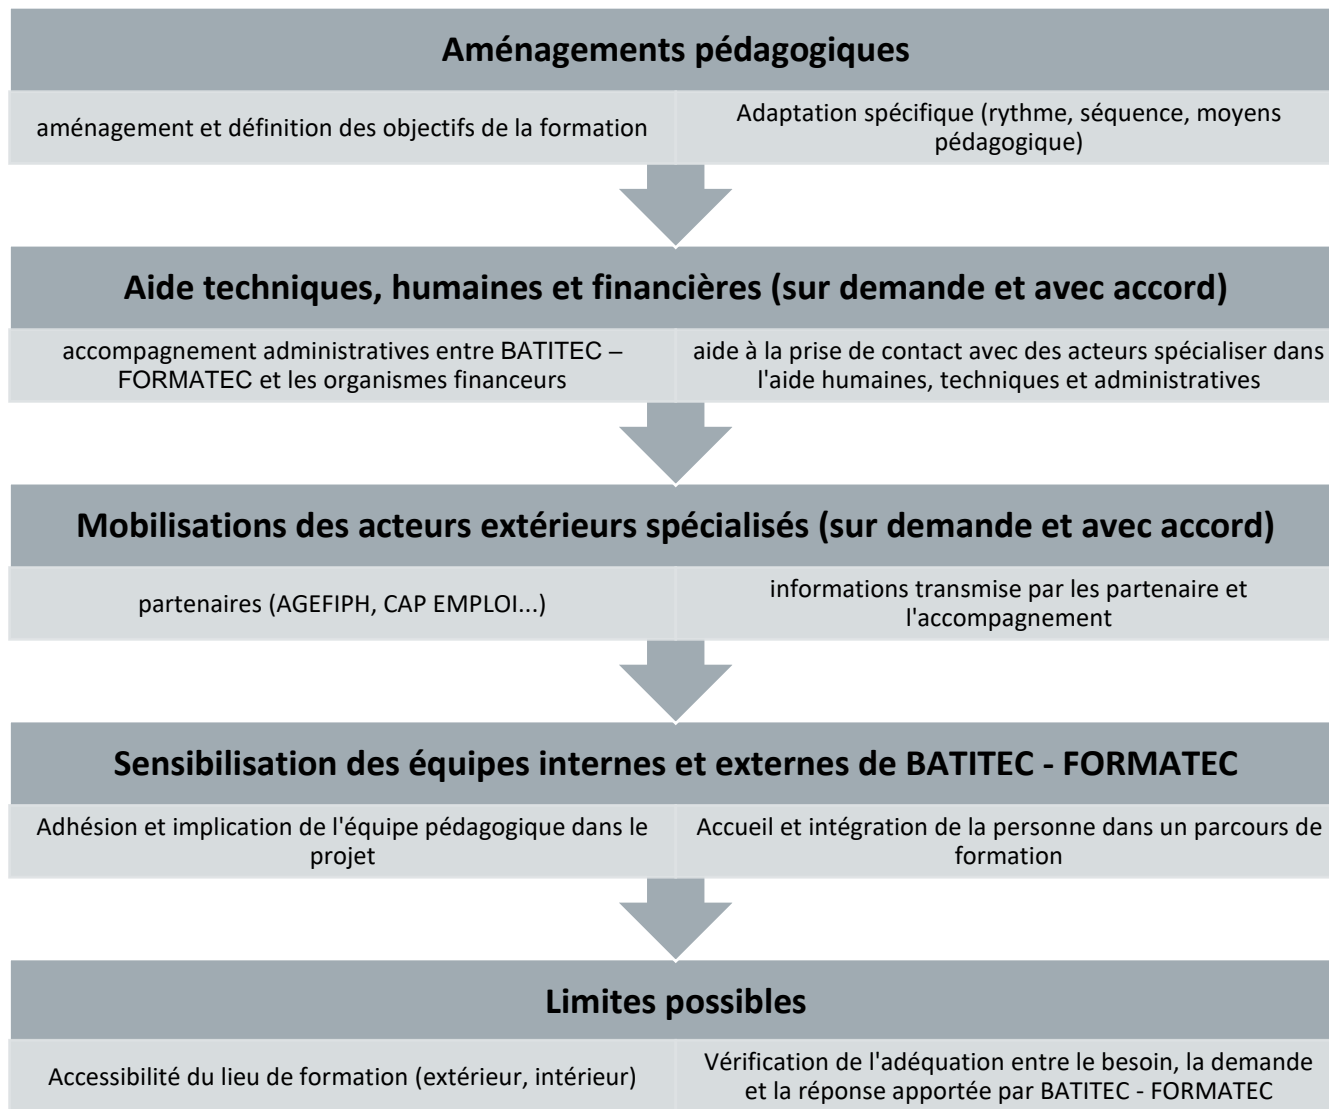 Aménagements pédagogiques
aménagement et définition des objectifs de la formation
Adaptation spécifique (rythme, séquence, moyens
pédagogique)
Aide techniques, humaines et financières (sur demande et avec accord)
accompagnement administratives entre BATITEC –
FORMATEC et les organismes financeurs
aide à la prise de contact avec des acteurs spécialiser dans
l'aide humaines, techniques et administratives
Mobilisations des acteurs extérieurs spécialisés (sur demande et avec accord)
partenaires (AGEFIPH, CAP EMPLOI...)
informations transmise par les partenaire et
l'accompagnement
Sensibilisation des équipes internes et externes de BATITEC - FORMATEC
Adhésion et implication de l'équipe pédagogique dans le
projet
Accueil et intégration de la personne dans un parcours de
formation
Limites possibles
Accessibilité du lieu de formation (extérieur, intérieur)
Vérification de l'adéquation entre le besoin, la demande
et la réponse apportée par BATITEC - FORMATEC